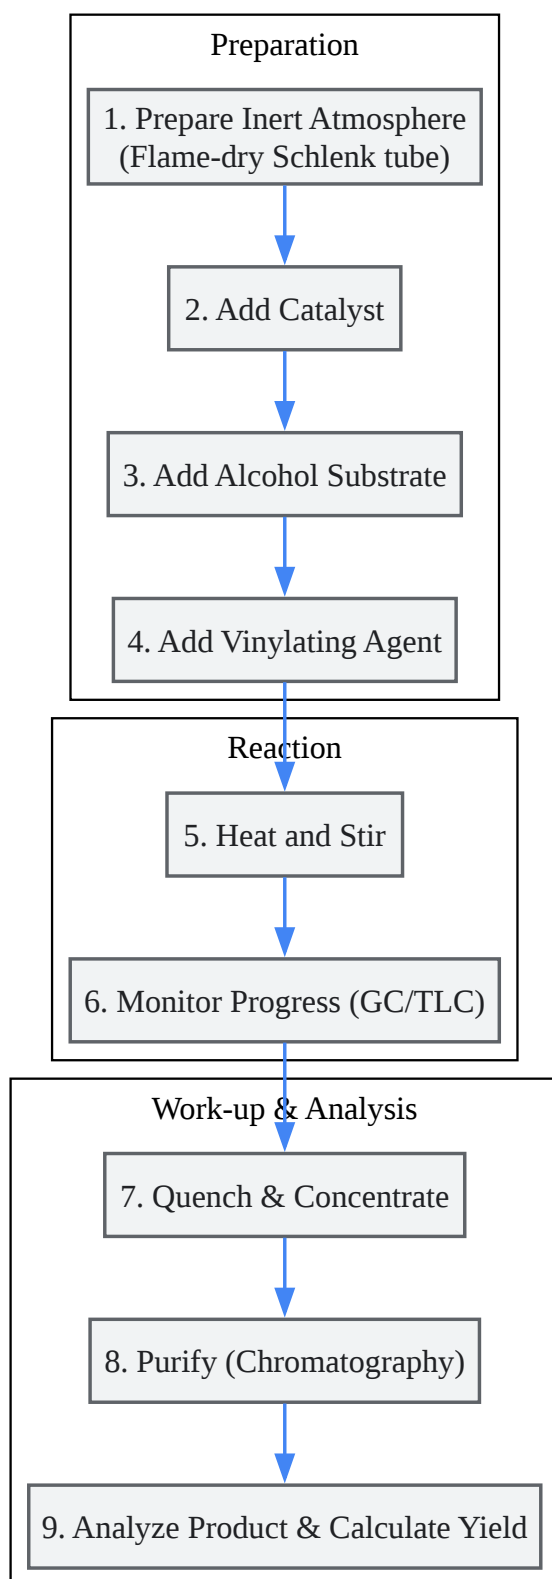 Preparation
1. Prepare Inert Atmosphere
(Flame-dry Schlenk tube)
2. Add Catalyst
3. Add Alcohol Substrate
4. Add Vinylating Agent
Reaction
5. Heat and Stir
6. Monitor Progress (GC/TLC)
Work-up & Analysis
7. Quench & Concentrate
8. Purify (Chromatography)
9. Analyze Product & Calculate Yield